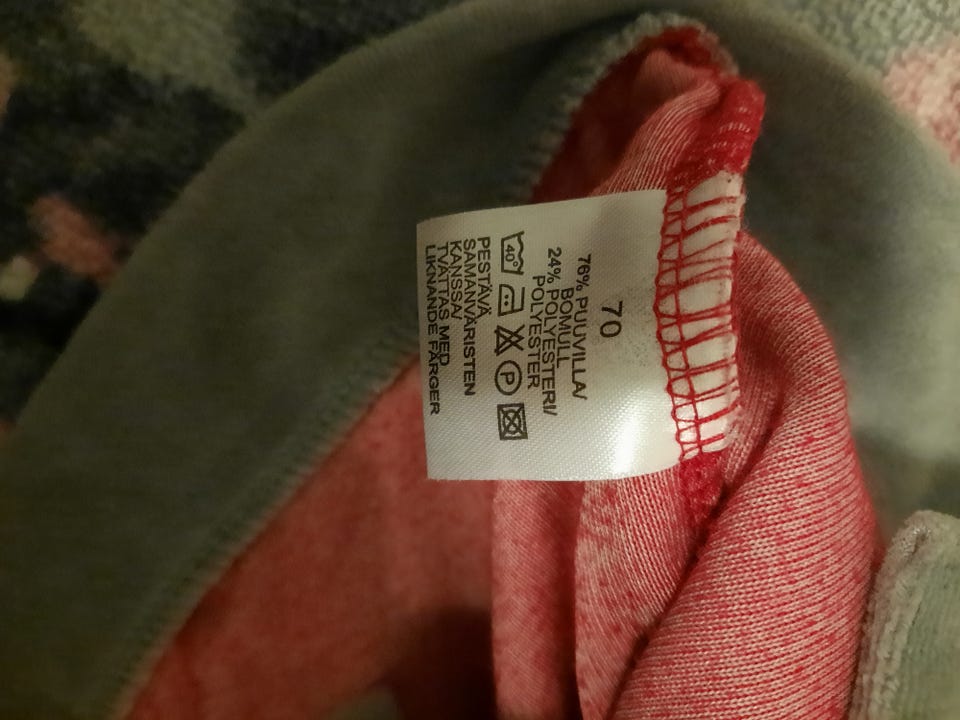 70
76% PUUVILLA/
BOMULL
24% POLYESTERI/
POLYESTER
40°
P
PESTÄVÄ
SAMANVÄRISTEN
KANSSA/
TVÄTTAS MED
LIKNANDE FÄRGER